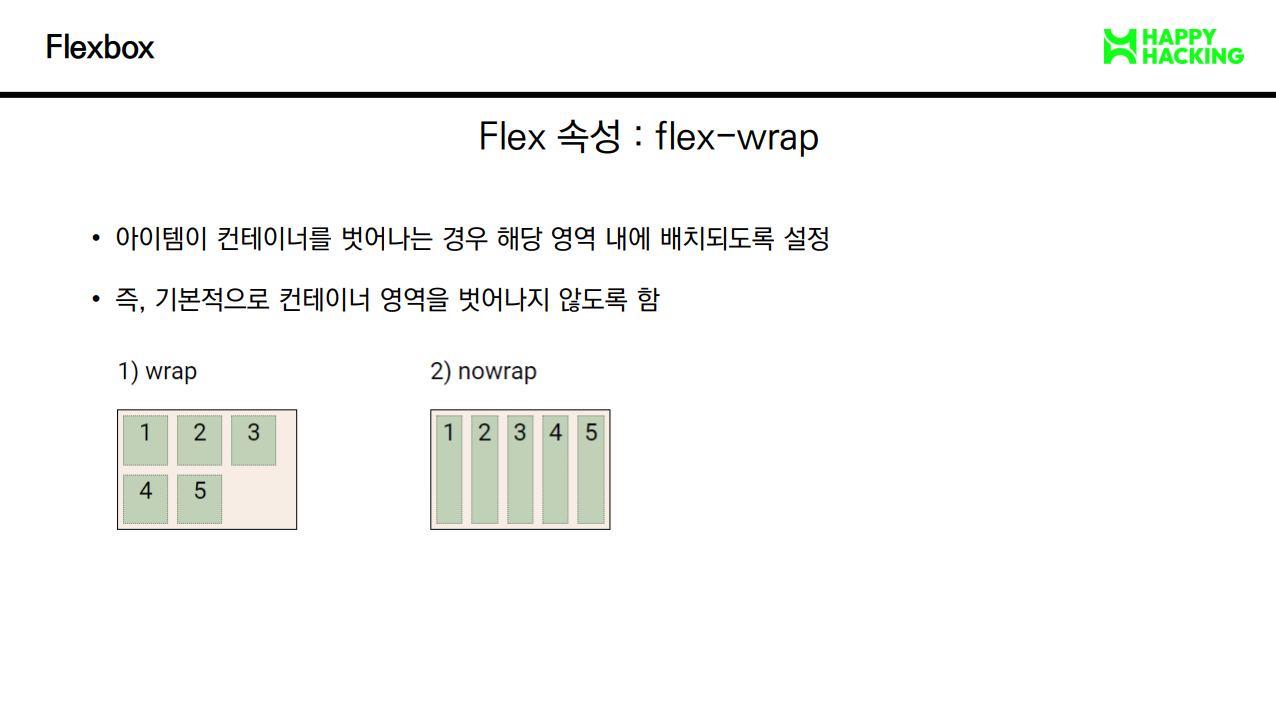 Flexbox
HAPPY
HACKING
Flex 속성 : flex-wrap
• 아이템이 컨테이너를 벗어나는 경우 해당 영역 내에 배치되도록 설정
• 즉, 기본적으로 컨테이너 영역을 벗어나지 않도록 함
1) wrap
1 2 3
4 5
2) nowrap
1 2 3 4 5